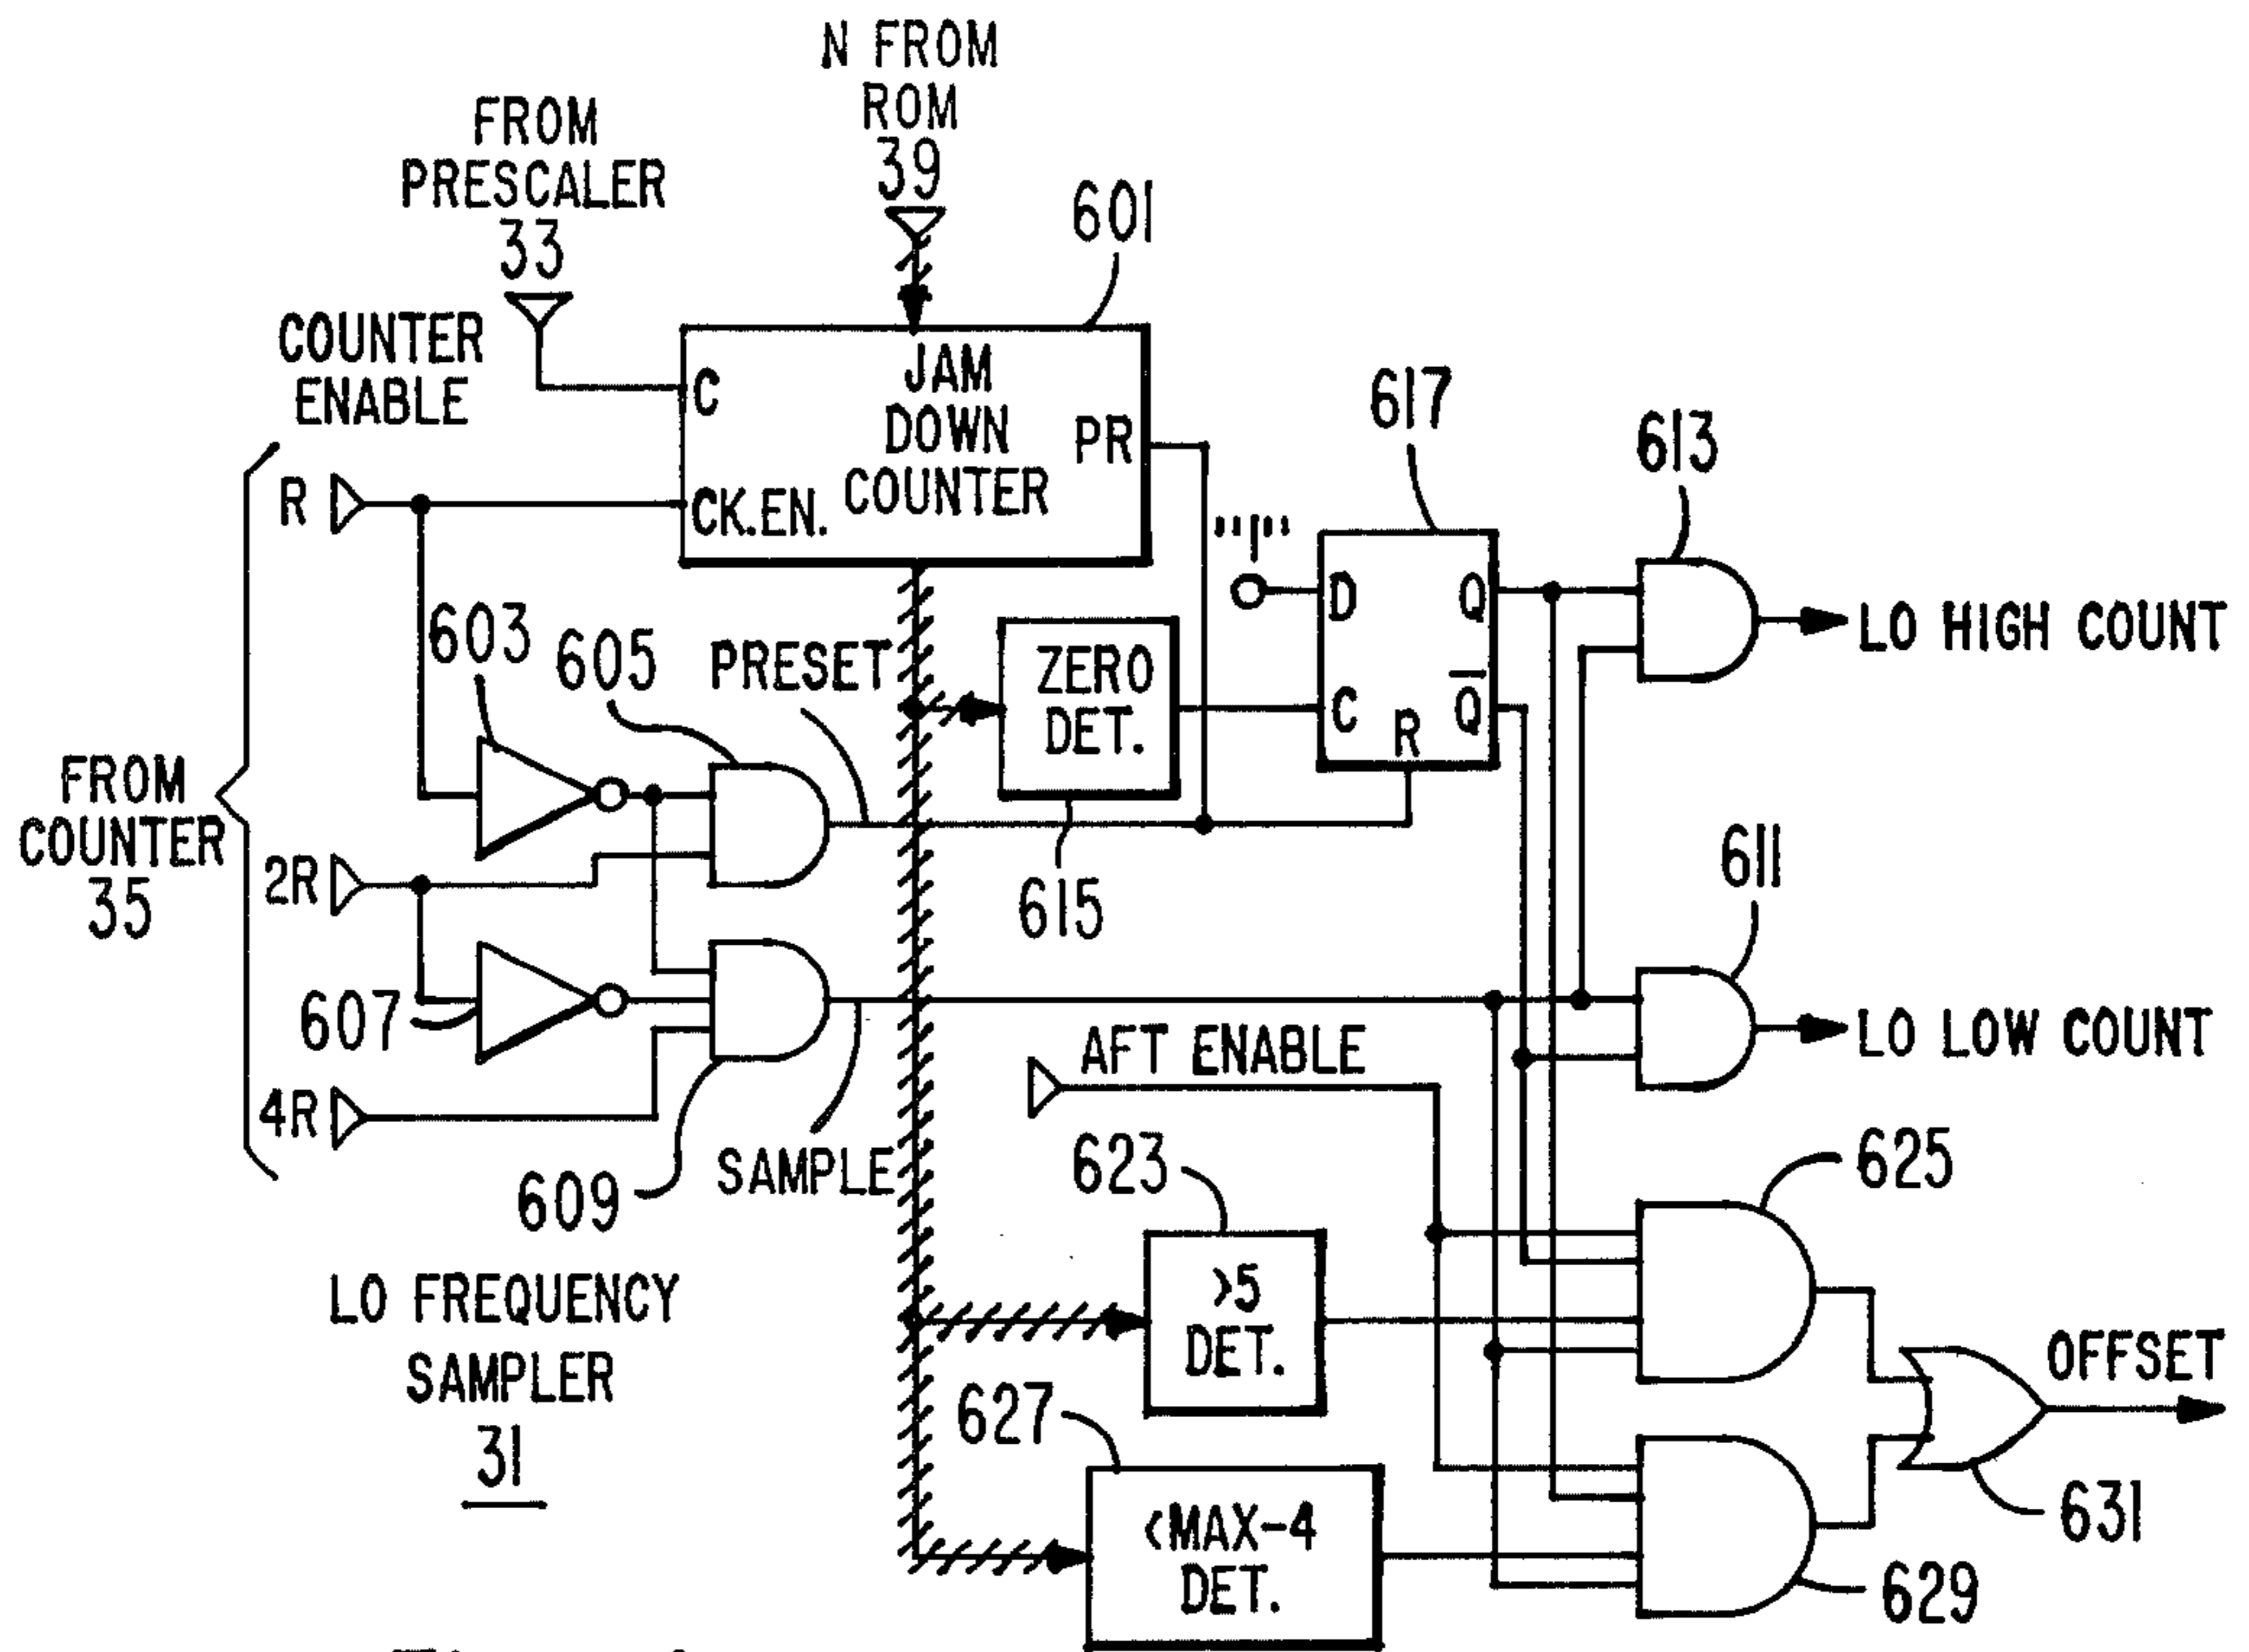 N FROM
ROM
39
FROM
PRESCALER
33
601
COUNTER
ENABLE
C
JAM
DOWN
COUNTER
PR
CK.EN.
R
617
613
"1"
D
Q
C
R
Q̅
LO HIGH COUNT
603
605
PRESET
ZERO
DET.
615
FROM
COUNTER
35
2R
607
4R
609
SAMPLE
611
LO LOW COUNT
AFT ENABLE
623
625
>5
DET.
LO FREQUENCY
SAMPLER
31
627
<MAX-4
DET.
OFFSET
631
629